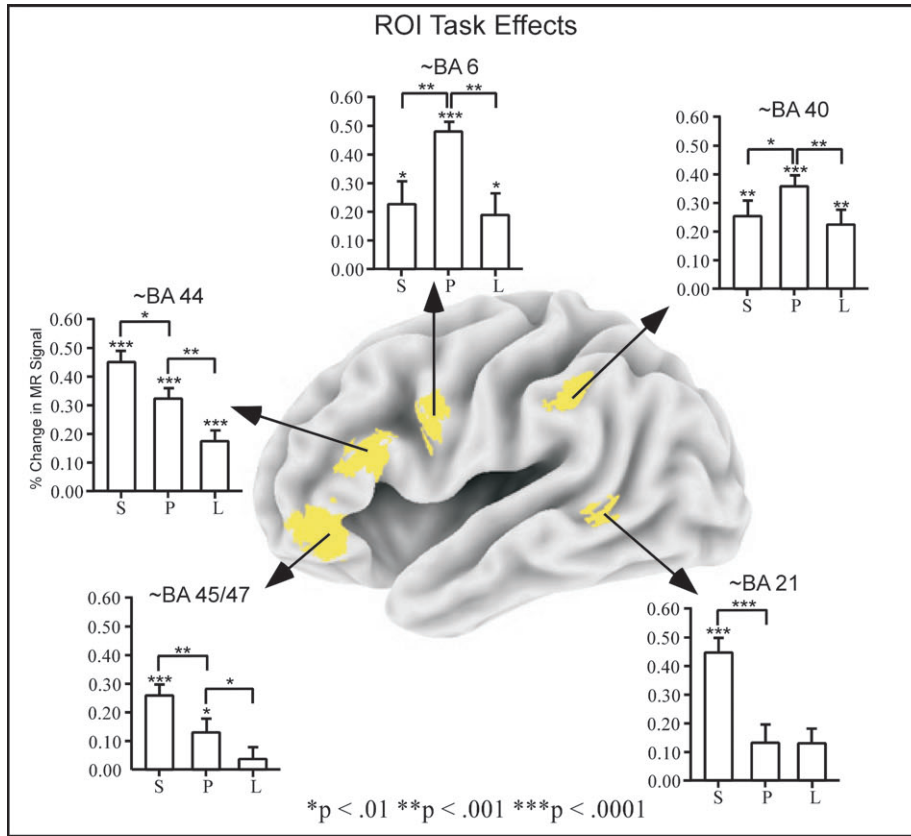 ROI Task Effects
~BA 6
** **
0.60
0.50
0.40
0.30
0.20
0.10
0.00
* *** *
S P L
~BA 40
0.60
0.50
0.40
0.30
0.20
0.10
0.00
* **
** *** **
S P L
~BA 44
% Change in MR Signal
0.60
0.50
0.40
0.30
0.20
0.10
0.00
* **
*** *** ***
S P L
~BA 45/47
0.60
0.50
0.40
0.30
0.20
0.10
0.00
** *
*** *
S P L
~BA 21
0.60
0.50
0.40
0.30
0.20
0.10
0.00
***
***
S P L
*p < .01 **p < .001 ***p < .0001